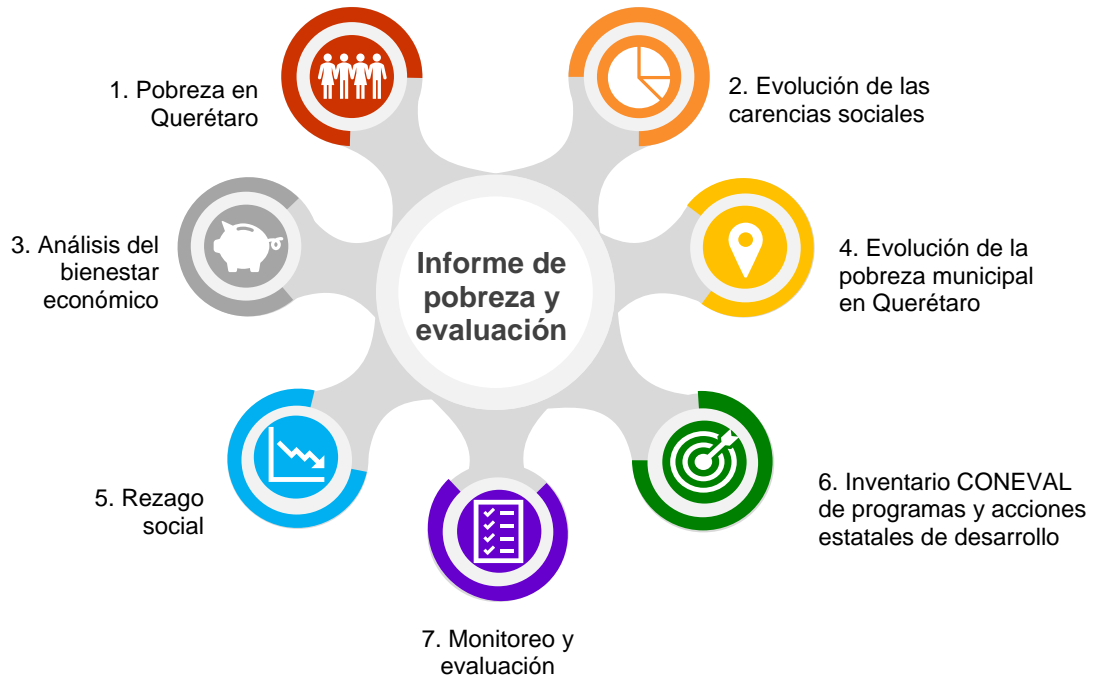 1. Pobreza en
Querétaro
2. Evolución de las
carencias sociales
3. Análisis del
bienestar
económico
Informe de
pobreza y
evaluación
4. Evolución de la
pobreza municipal
en Querétaro
5. Rezago
social
6. Inventario CONEVAL
de programas y acciones
estatales de desarrollo
7. Monitoreo y
evaluación